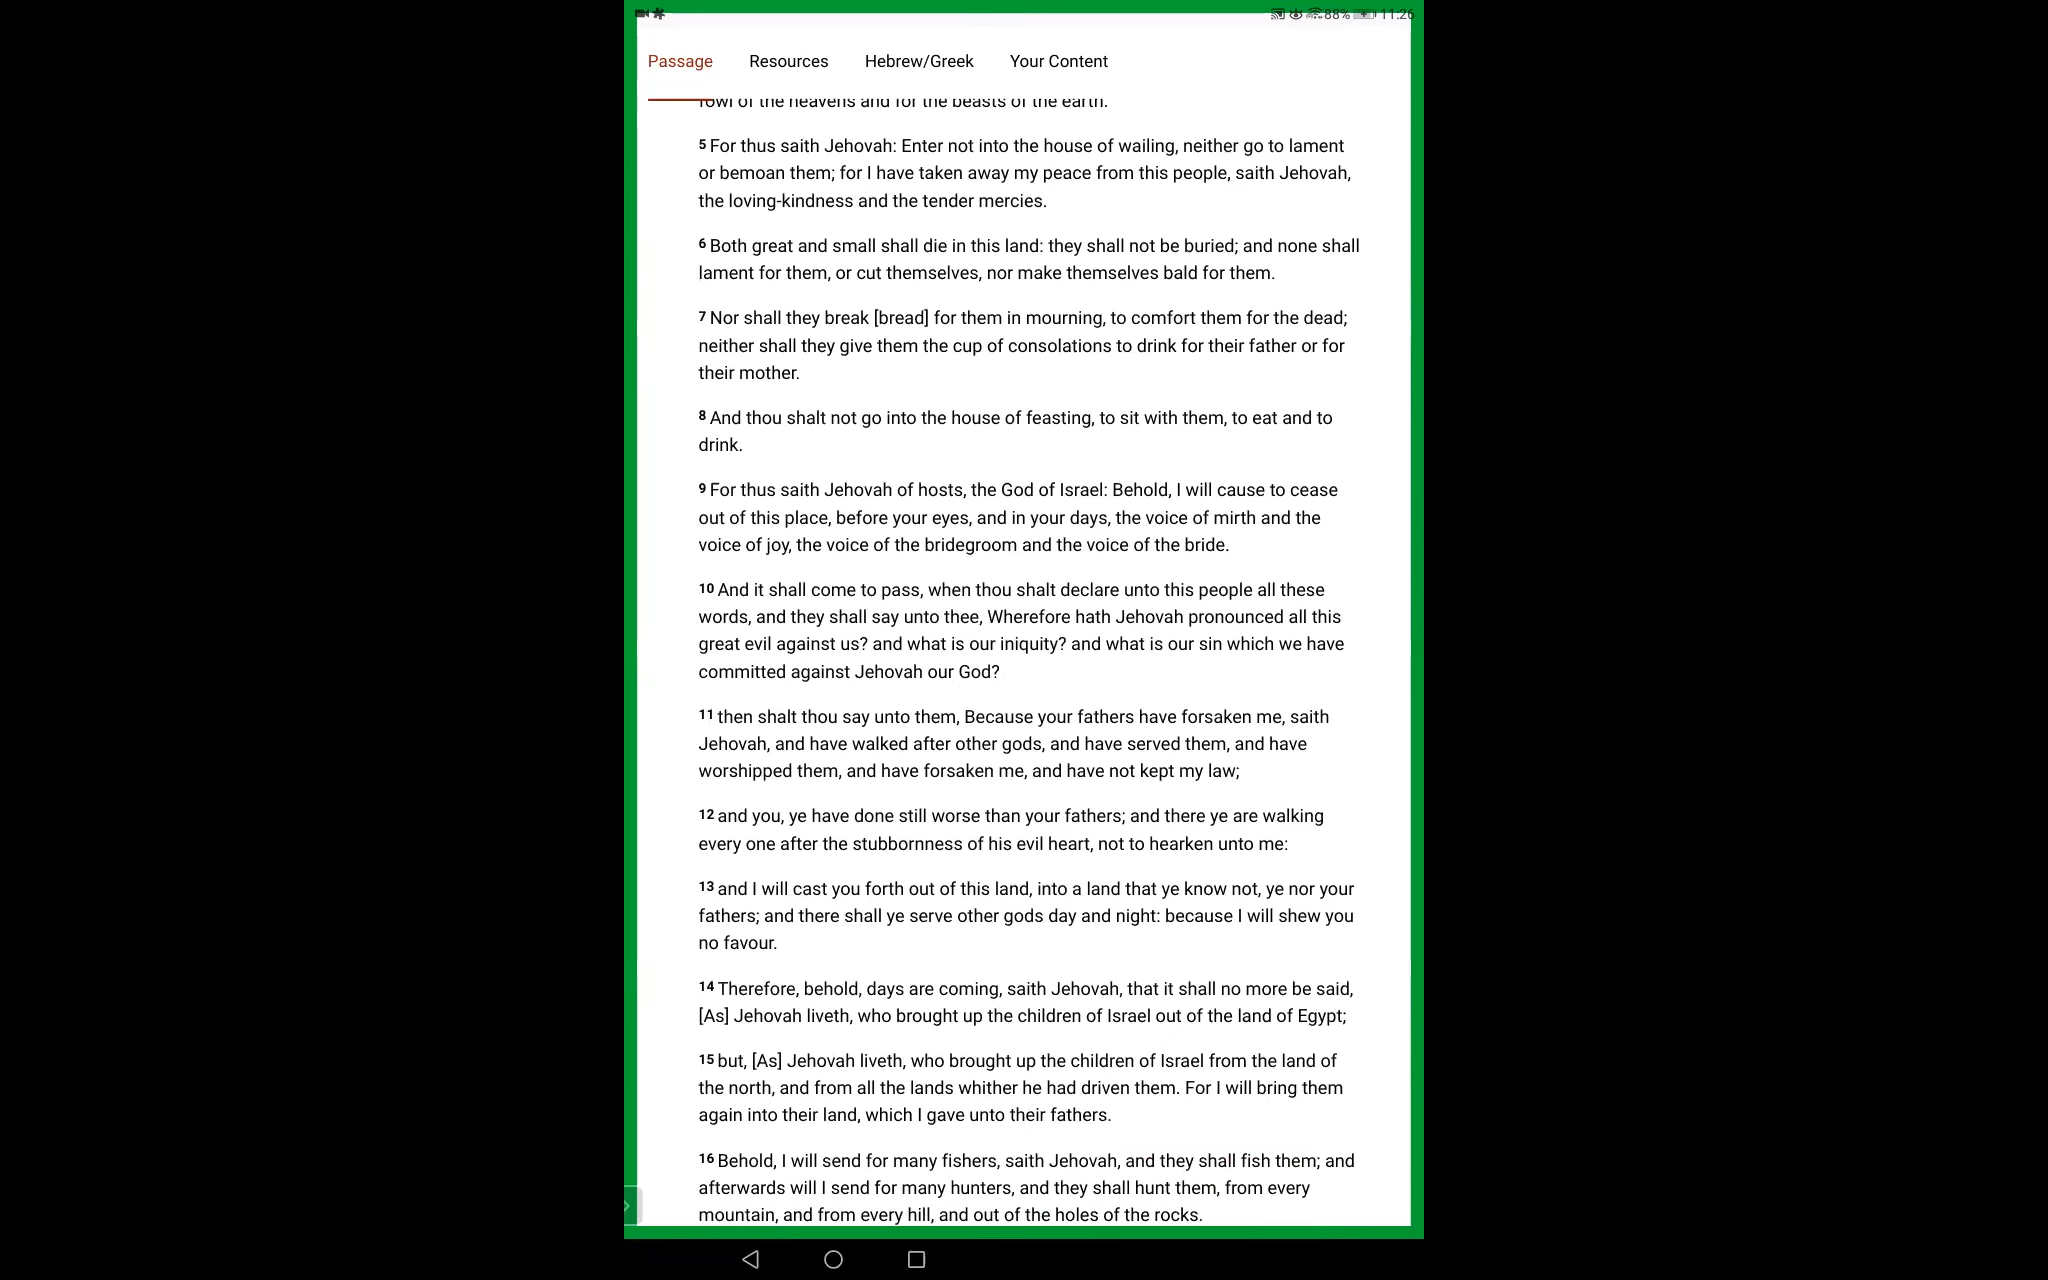 88% 11:26
Passage Resources Hebrew/Greek Your Content
fowl of the heavens and for the beasts of the earth.
5 For thus saith Jehovah: Enter not into the house of wailing, neither go to lament
or bemoan them; for I have taken away my peace from this people, saith Jehovah,
the loving-kindness and the tender mercies.
6 Both great and small shall die in this land: they shall not be buried; and none shall
lament for them, or cut themselves, nor make themselves bald for them.
7 Nor shall they break [bread] for them in mourning, to comfort them for the dead;
neither shall they give them the cup of consolations to drink for their father or for
their mother.
8 And thou shalt not go into the house of feasting, to sit with them, to eat and to
drink.
9 For thus saith Jehovah of hosts, the God of Israel: Behold, I will cause to cease
out of this place, before your eyes, and in your days, the voice of mirth and the
voice of joy, the voice of the bridegroom and the voice of the bride.
10 And it shall come to pass, when thou shalt declare unto this people all these
words, and they shall say unto thee, Wherefore hath Jehovah pronounced all this
great evil against us? and what is our iniquity? and what is our sin which we have
committed against Jehovah our God?
11 then shalt thou say unto them, Because your fathers have forsaken me, saith
Jehovah, and have walked after other gods, and have served them, and have
worshipped them, and have forsaken me, and have not kept my law;
12 and you, ye have done still worse than your fathers; and there ye are walking
every one after the stubbornness of his evil heart, not to hearken unto me:
13 and I will cast you forth out of this land, into a land that ye know not, ye nor your
fathers; and there shall ye serve other gods day and night: because I will shew you
no favour.
14 Therefore, behold, days are coming, saith Jehovah, that it shall no more be said,
[As] Jehovah liveth, who brought up the children of Israel out of the land of Egypt;
15 but, [As] Jehovah liveth, who brought up the children of Israel from the land of
the north, and from all the lands whither he had driven them. For I will bring them
again into their land, which I gave unto their fathers.
16 Behold, I will send for many fishers, saith Jehovah, and they shall fish them; and
afterwards will I send for many hunters, and they shall hunt them, from every
mountain, and from every hill, and out of the holes of the rocks.